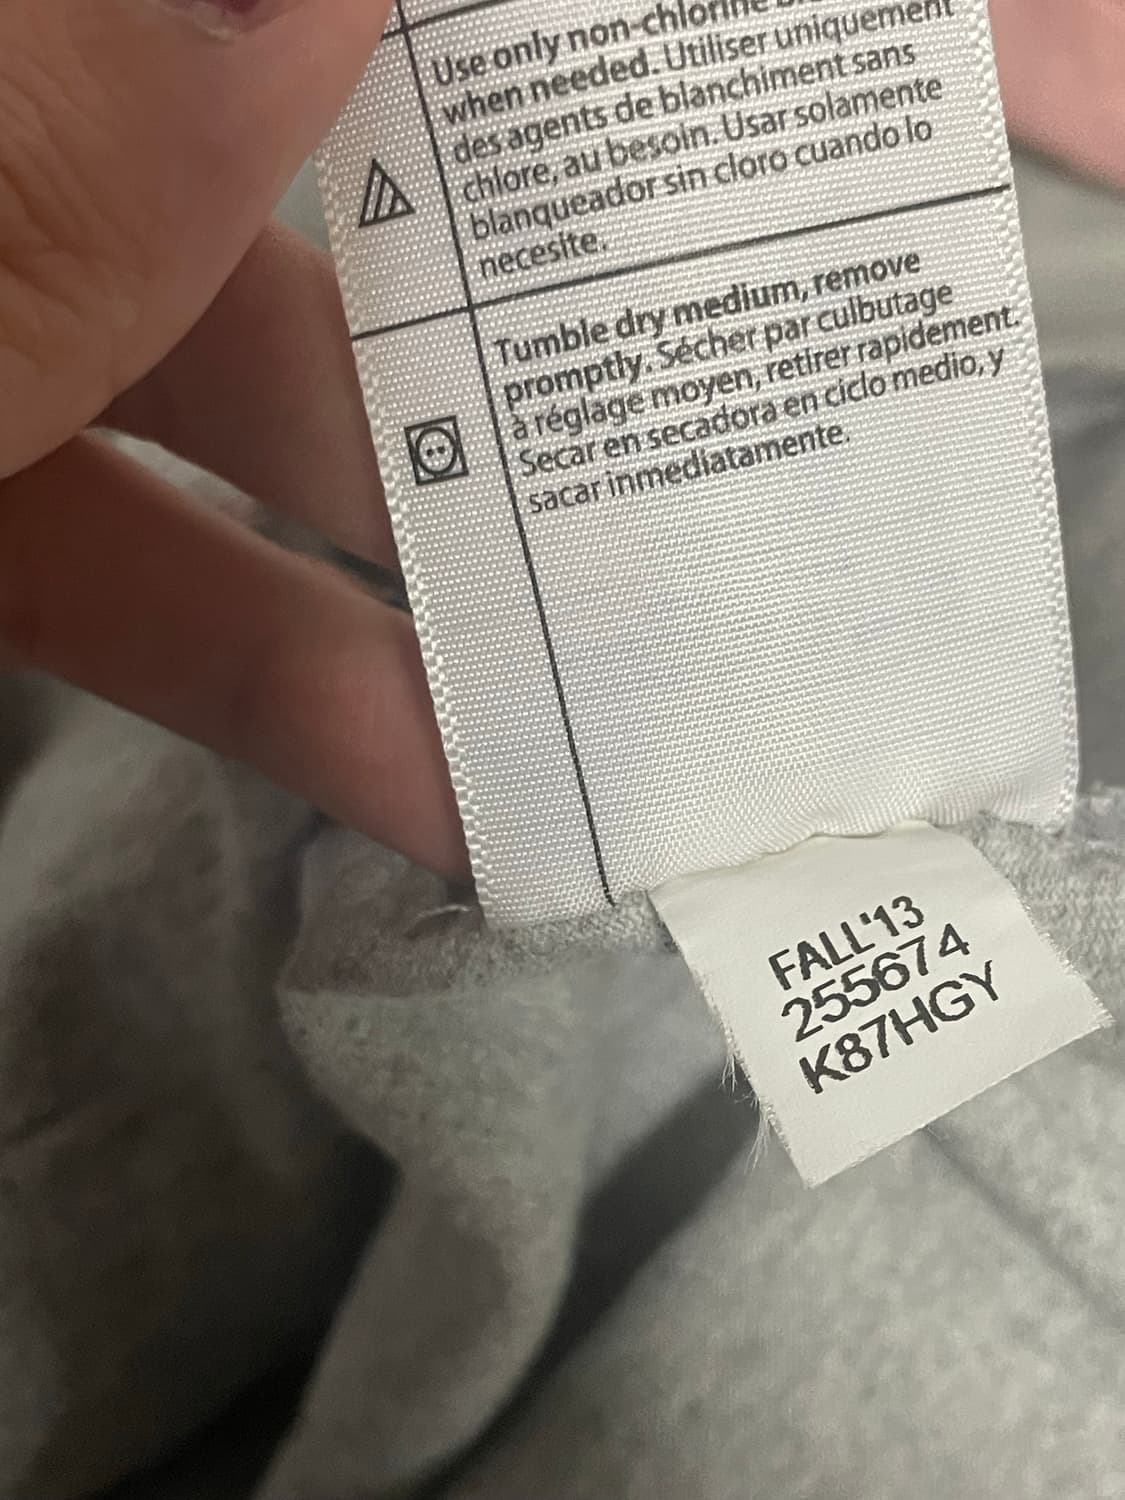 Use only non-chlorine
when needed. Utiliser uniquement
des agents de blanchiment sans
chlore, au besoin. Usar solamente
blanqueador sin cloro cuando lo
necesite.
Tumble dry medium, remove
promptly. Sécher par culbutage
à réglage moyen, retirer rapidement.
Secar en secadora en ciclo medio, y
sacar inmediatamente.
FALL'13
255674
K87HGY